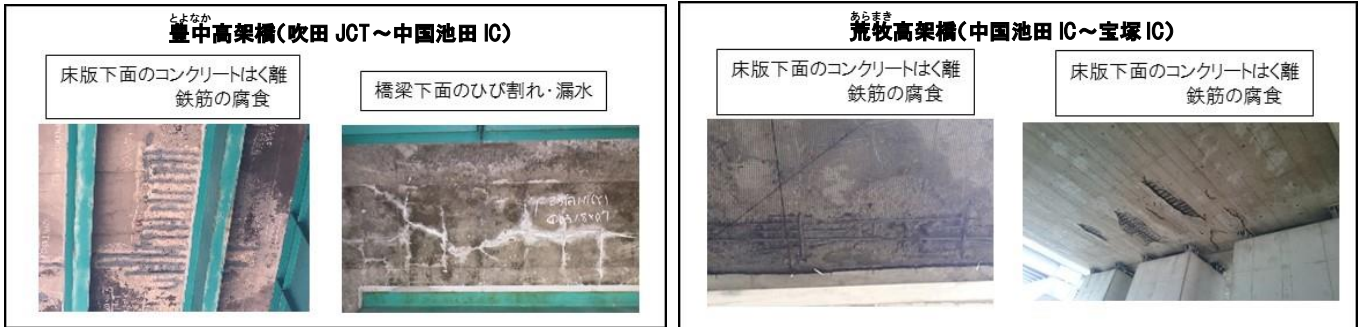 とよなか
豊中高架橋(吹田 JCT～中国池田 IC)
床版下面のコンクリートはく離
鉄筋の腐食
橋梁下面のひび割れ・漏水
あらまき
荒牧高架橋(中国池田 IC～宝塚 IC)
床版下面のコンクリートはく離
鉄筋の腐食
床版下面のコンクリートはく離
鉄筋の腐食